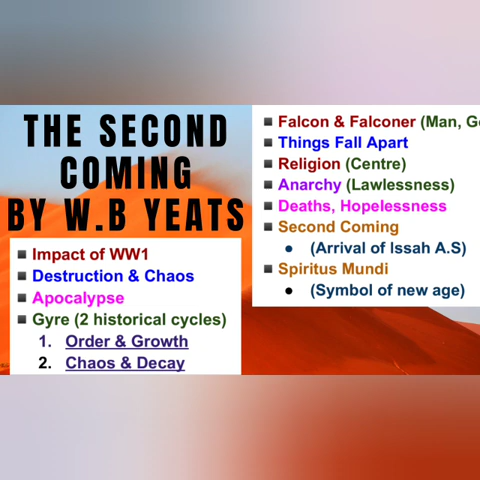 THE SECOND
COMING
BY W.B YEATS
Impact of WW1
Destruction & Chaos
Apocalypse
Gyre (2 historical cycles)
1. Order & Growth
2. Chaos & Decay
Falcon & Falconer (Man,
Things Fall Apart
Religion (Centre)
Anarchy (Lawlessness)
Deaths, Hopelessness
Second Coming
(Arrival of Issah A.S)
Spiritus Mundi
(Symbol of new age)